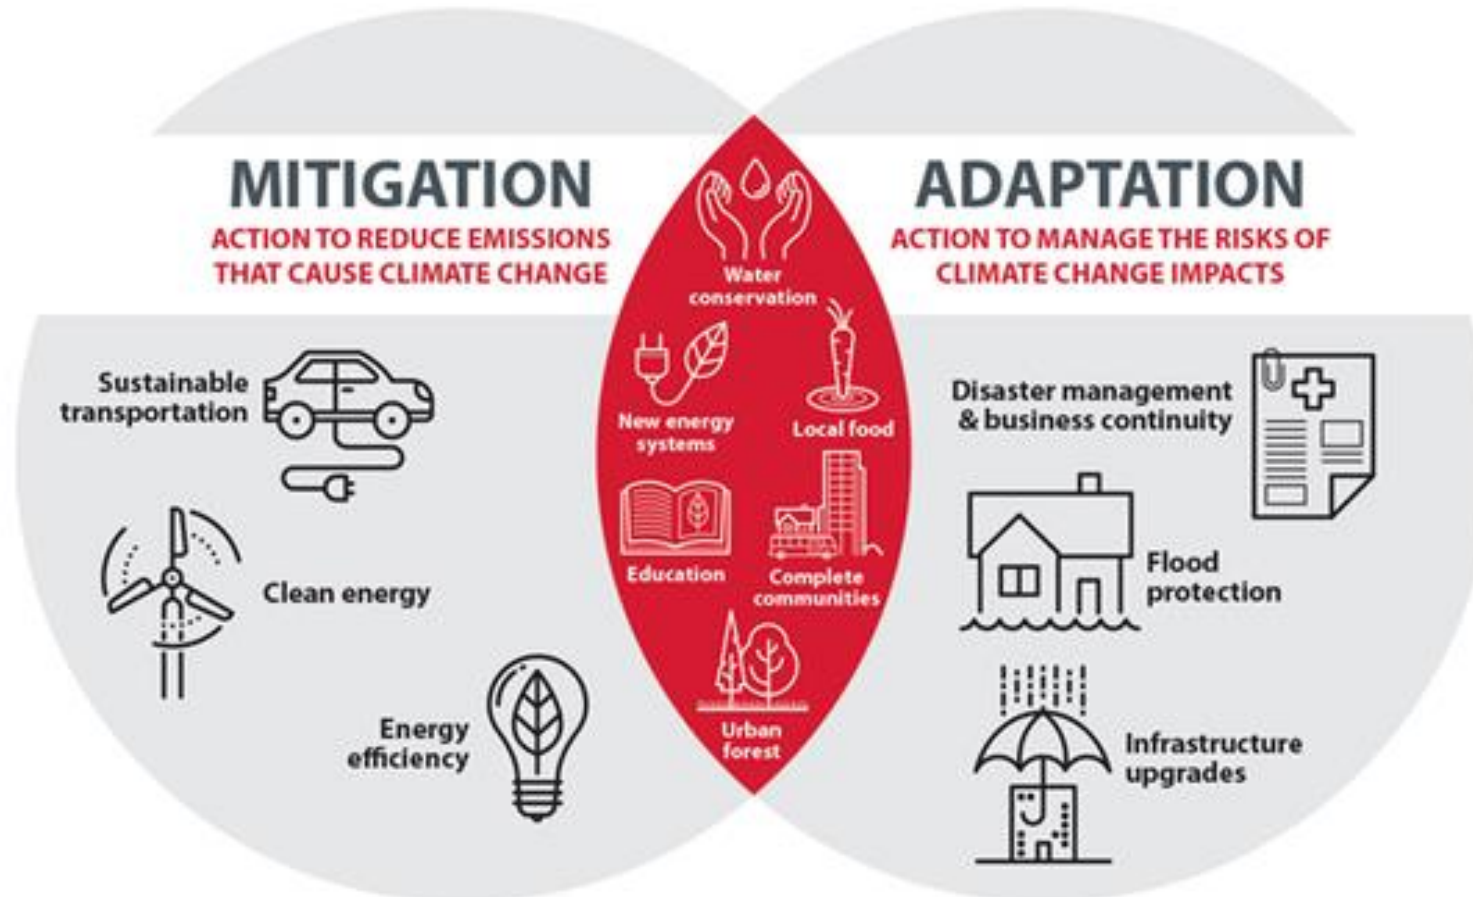 MITIGATION
ACTION TO REDUCE EMISSIONS
THAT CAUSE CLIMATE CHANGE
Sustainable
transportation
Clean energy
Energy
efficiency
Water
conservation
New energy
systems
Local food
Education
Complete
communities
Urban
forest
ADAPTATION
ACTION TO MANAGE THE RISKS OF
CLIMATE CHANGE IMPACTS
Disaster management
& business continuity
Flood
protection
Infrastructure
upgrades